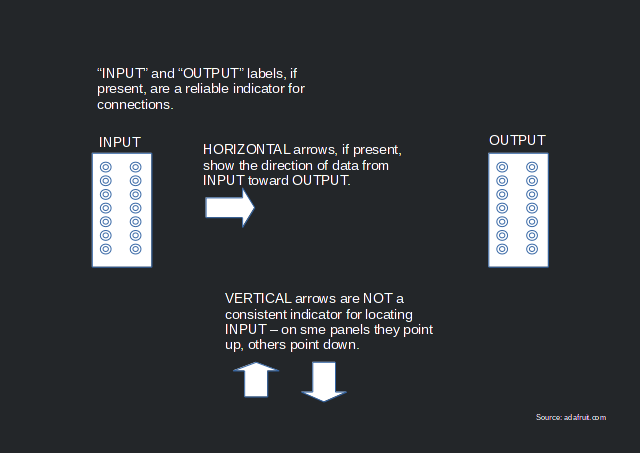 “INPUT” and “OUTPUT” labels, if
present, are a reliable indicator for
connections.
INPUT
OUTPUT
HORIZONTAL arrows, if present,
show the direction of data from
INPUT toward OUTPUT.
VERTICAL arrows are NOT a
consistent indicator for locating
INPUT – on sme panels they point
up, others point down.
Source: adafruit.com